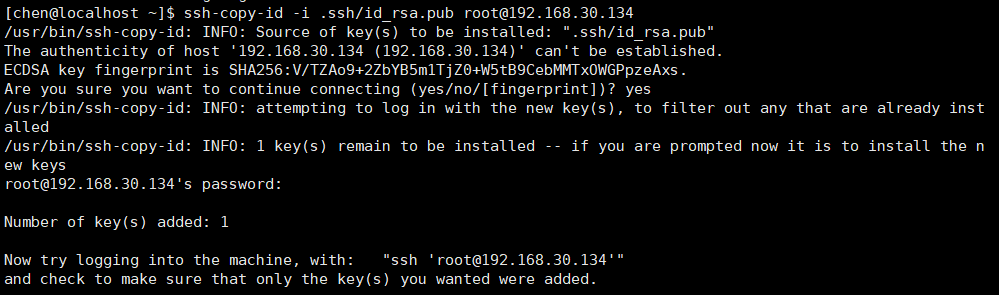 [chen@localhost ~]$ ssh-copy-id -i .ssh/id_rsa.pub root@192.168.30.134
/usr/bin/ssh-copy-id: INFO: Source of key(s) to be installed: ".ssh/id_rsa.pub"
The authenticity of host '192.168.30.134 (192.168.30.134)' can't be established.
ECDSA key fingerprint is SHA256:V/TZAo9+2ZbYB5m1TjZ0+W5tB9CebMMTxOWGPpzeAxs.
Are you sure you want to continue connecting (yes/no/[fingerprint])? yes
/usr/bin/ssh-copy-id: INFO: attempting to log in with the new key(s), to filter out any that are already inst
alled
/usr/bin/ssh-copy-id: INFO: 1 key(s) remain to be installed -- if you are prompted now it is to install the n
ew keys
root@192.168.30.134's password:
Number of key(s) added: 1
Now try logging into the machine, with:   "ssh 'root@192.168.30.134'"
and check to make sure that only the key(s) you wanted were added.